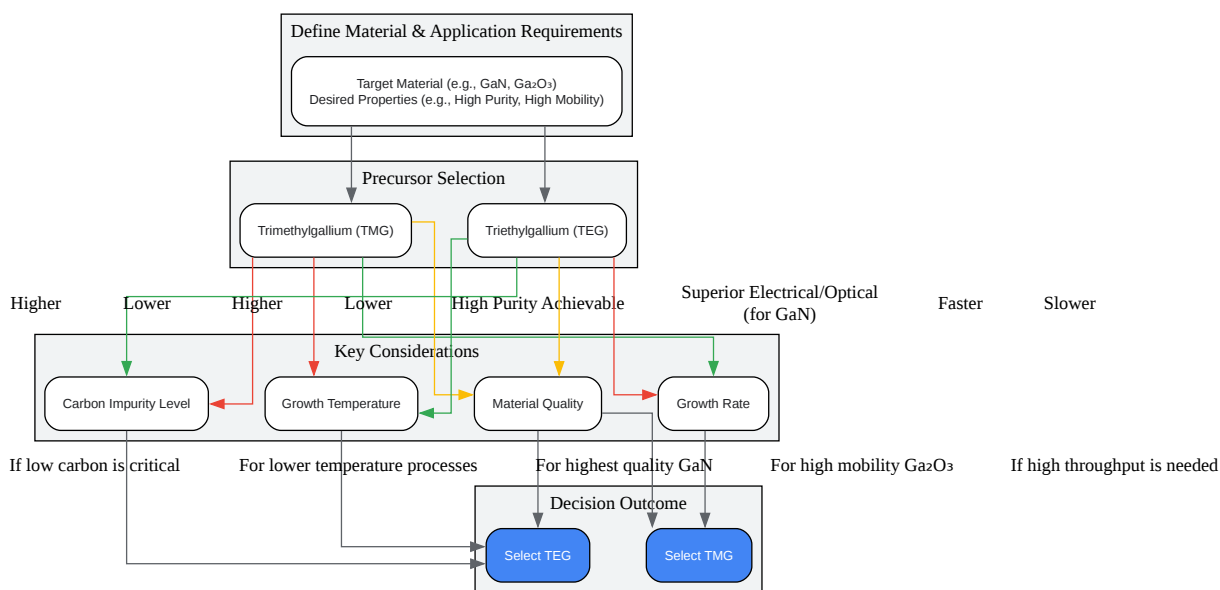 Define Material & Application Requirements
Target Material (e.g., GaN, Ga₂O₃)
Desired Properties (e.g., High Purity, High Mobility)
Precursor Selection
Trimethylgallium (TMG)
Triethylgallium (TEG)
Higher
Lower
Higher
Lower
High Purity Achievable
Superior Electrical/Optical
(for GaN)
Faster
Slower
Key Considerations
Carbon Impurity Level
Growth Temperature
Material Quality
Growth Rate
If low carbon is critical
For lower temperature processes
For highest quality GaN
For high mobility Ga₂O₃
If high throughput is needed
Decision Outcome
Select TEG
Select TMG